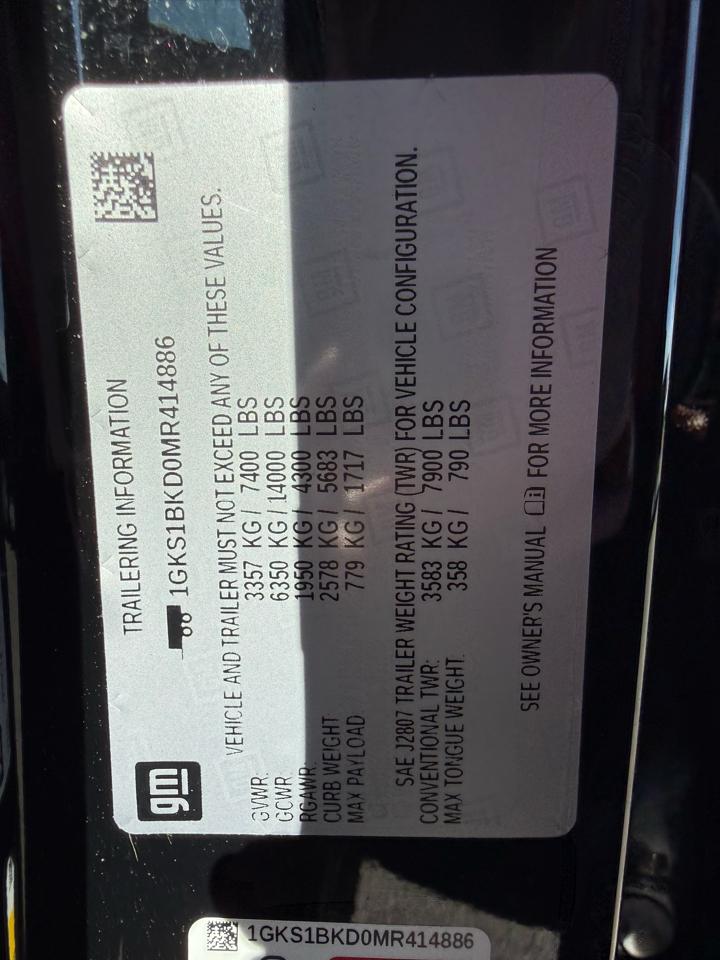 gm
TRAILERING INFORMATION
1GKS1BKD0MR414886
VEHICLE AND TRAILER MUST NOT EXCEED ANY OF THESE VALUES.
GVWR: 3357 KG / 7400 LBS
GCWR 6350 KG / 14000 LBS
RGAWR: 1950 KG / 4300 LBS
CURB WEIGHT 2578 KG / 5683 LBS
MAX PAYLOAD: 779 KG / 1717 LBS
SAE J2807 TRAILER WEIGHT RATING (TWR) FOR VEHICLE CONFIGURATION.
CONVENTIONAL TWR: 3583 KG / 7900 LBS
MAX TONGUE WEIGHT: 358 KG / 790 LBS
SEE OWNER'S MANUAL FOR MORE INFORMATION
1GKS1BKD0MR414886